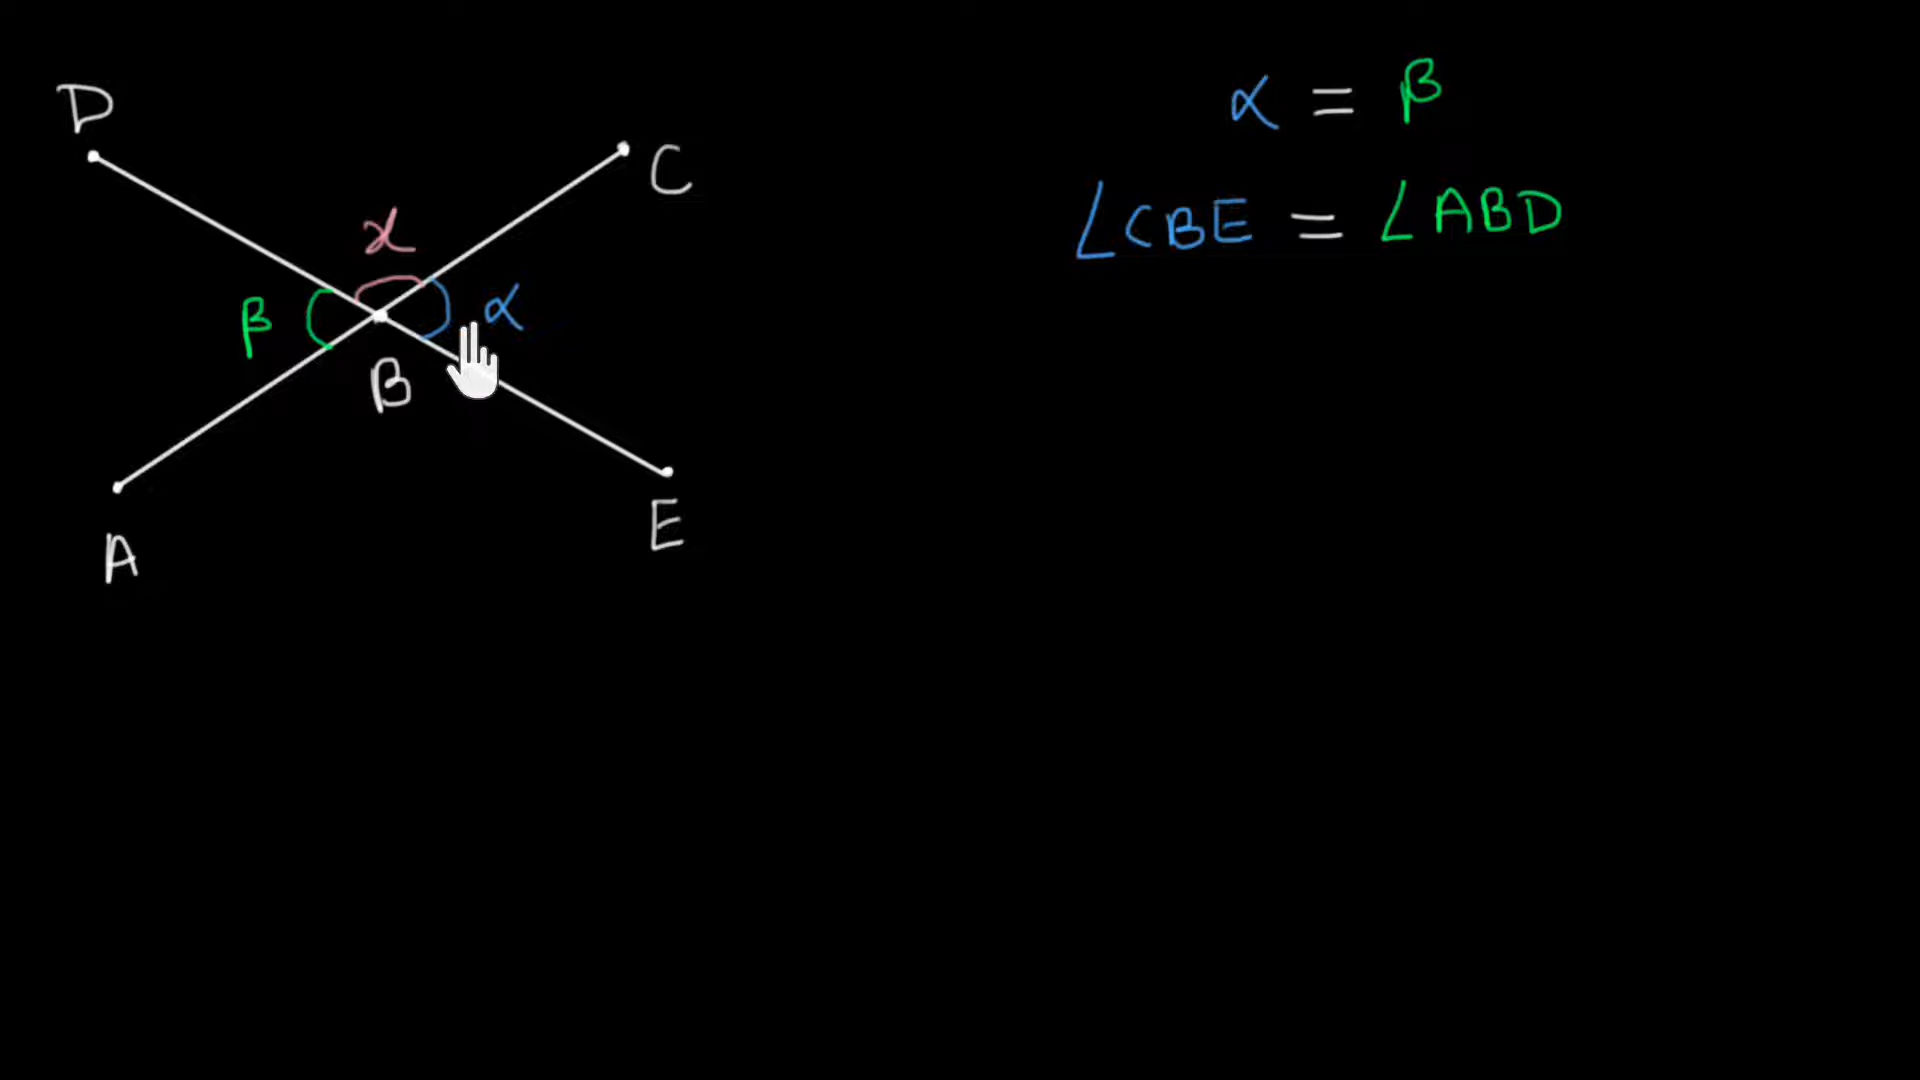 D
C
x
β
α
B
A
E
α = β
∠CBE = ∠ABD